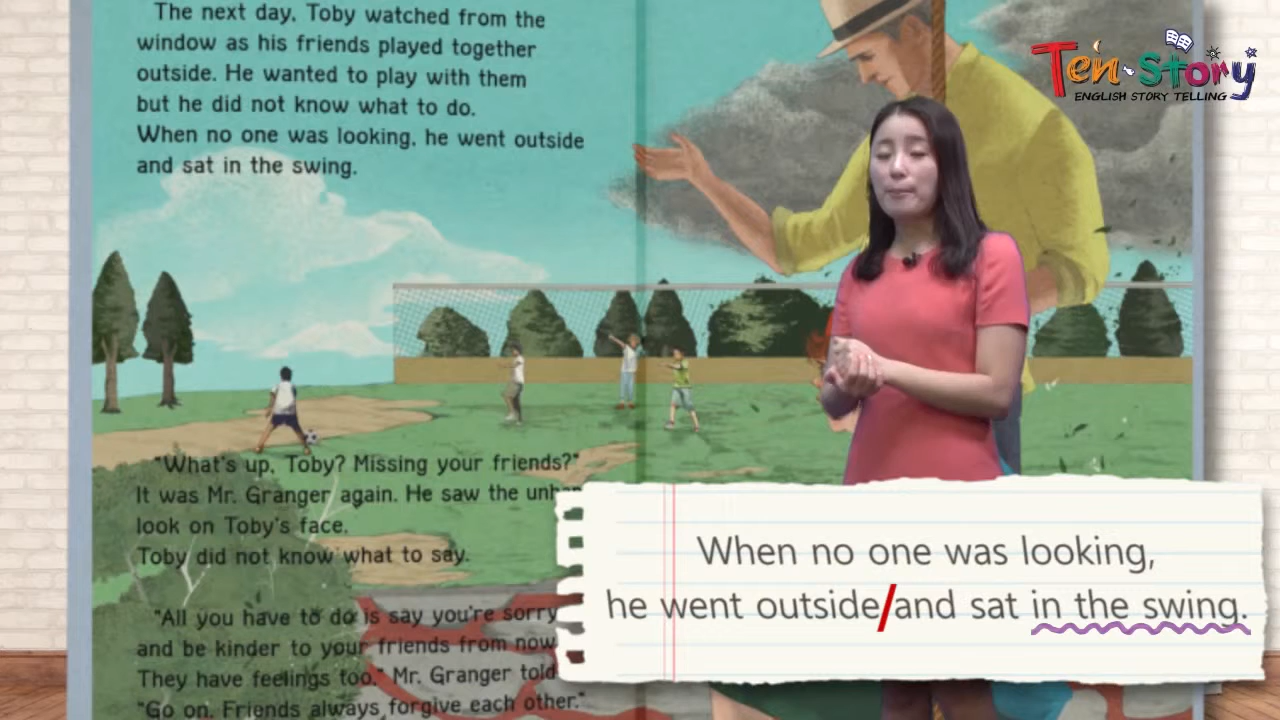 The next day, Toby watched from the
window as his friends played together
outside. He wanted to play with them
but he did not know what to do.
When no one was looking, he went outside
and sat in the swing.
Ten Story
ENGLISH STORY TELLING
"What's up, Toby? Missing your friends?"
It was Mr. Granger again. He saw the
look on Toby's face.
Toby did not know what to say.
"All you have to do is say you're sorry
and be kinder to your friends from now
They have feelings too." Mr. Granger told
"Go on. Friends always forgive each other."
When no one was looking,
he went outside/and sat in the swing.